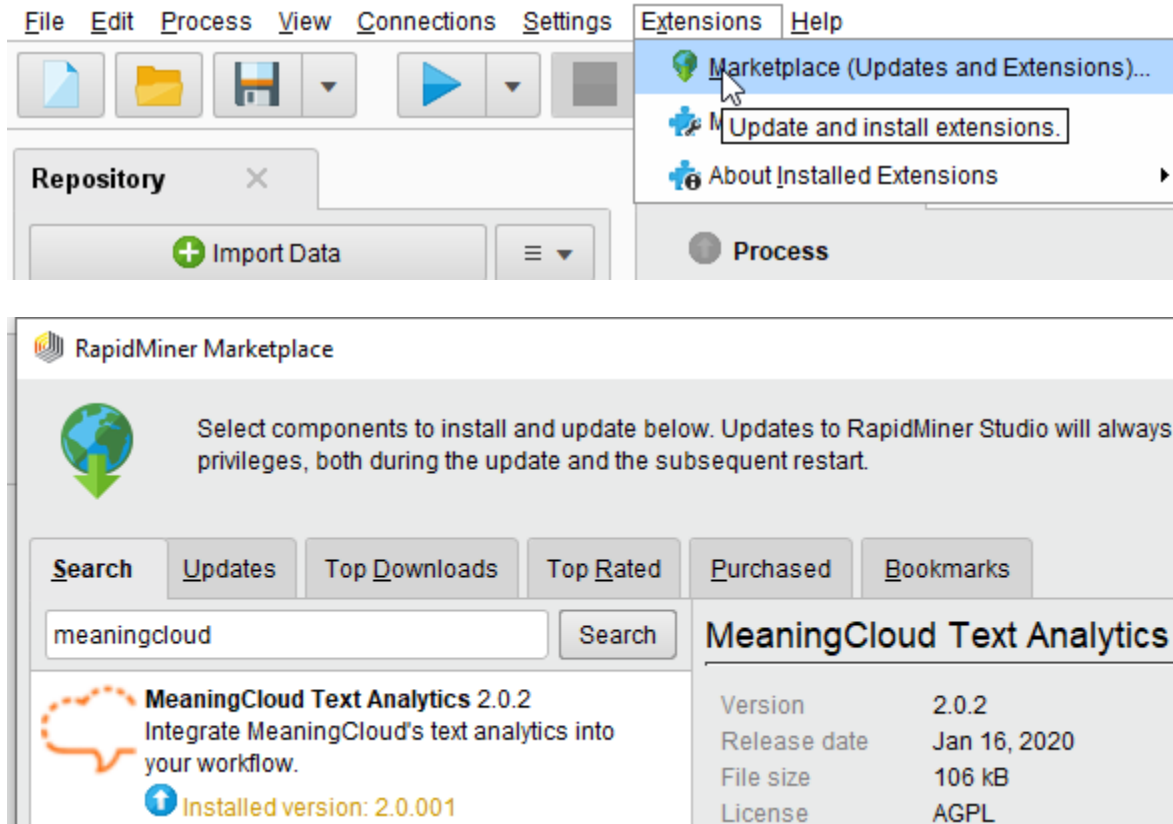 File Edit Process View Connections Settings Extensions Help
Marketplace (Updates and Extensions)...
Update and install extensions.
About Installed Extensions
Repository
Import Data
Process
RapidMiner Marketplace
Select components to install and update below. Updates to RapidMiner Studio will always
privileges, both during the update and the subsequent restart.
Search Updates Top Downloads Top Rated Purchased Bookmarks
meaningcloud Search
MeaningCloud Text Analytics 2.0.2
Integrate MeaningCloud's text analytics into
your workflow.
Installed version: 2.0.001
MeaningCloud Text Analytics
Version 2.0.2
Release date Jan 16, 2020
File size 106 kB
License AGPL